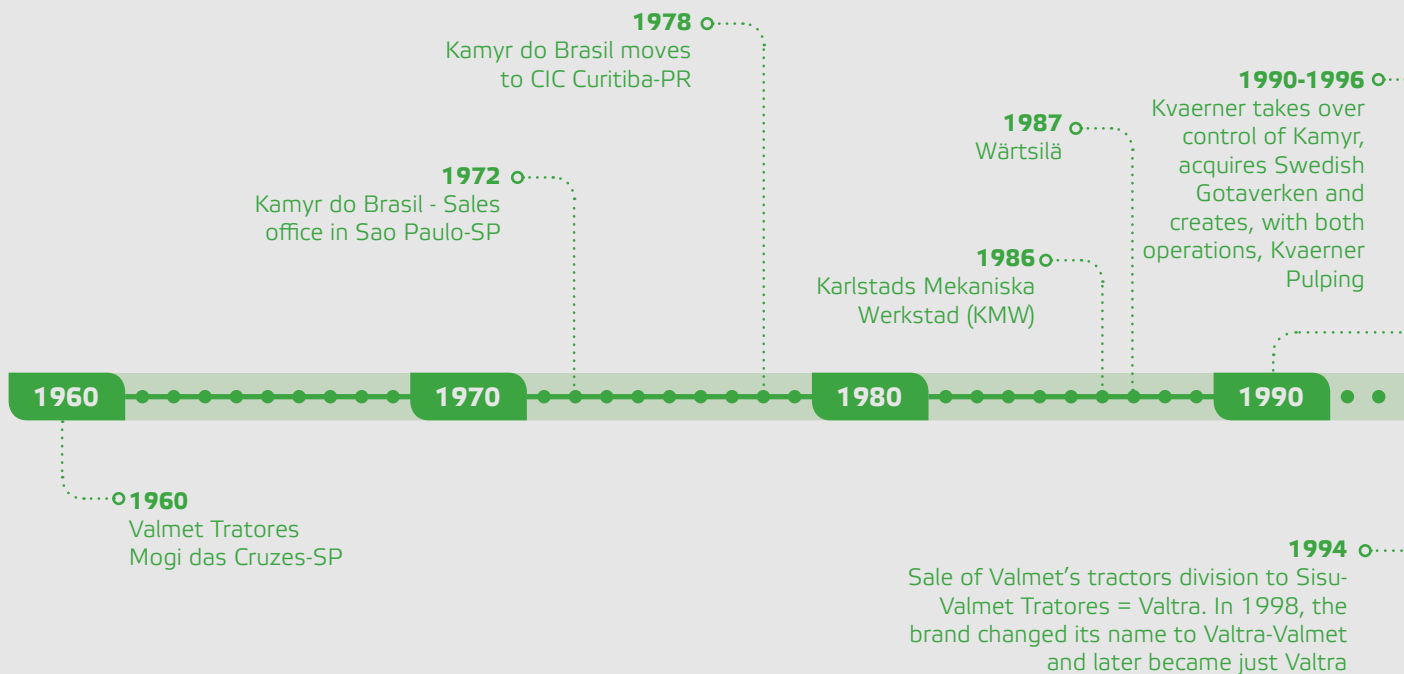 1978
Kamyr do Brasil moves
to CIC Curitiba-PR
1990-1996
Kvaerner takes over
control of Kamyr,
acquires Swedish
Gotaverken and
creates, with both
operations, Kvaerner
Pulping
1987
Wärtsilä
1972
Kamyr do Brasil - Sales
office in Sao Paulo-SP
1986
Karlstads Mekaniska
Werkstad (KMW)
1960
1970
1980
1990
1960
Valmet Tratores
Mogi das Cruzes-SP
1994
Sale of Valmet’s tractors division to Sisu-
Valmet Tratores = Valtra. In 1998, the
brand changed its name to Valtra-Valmet
and later became just Valtra